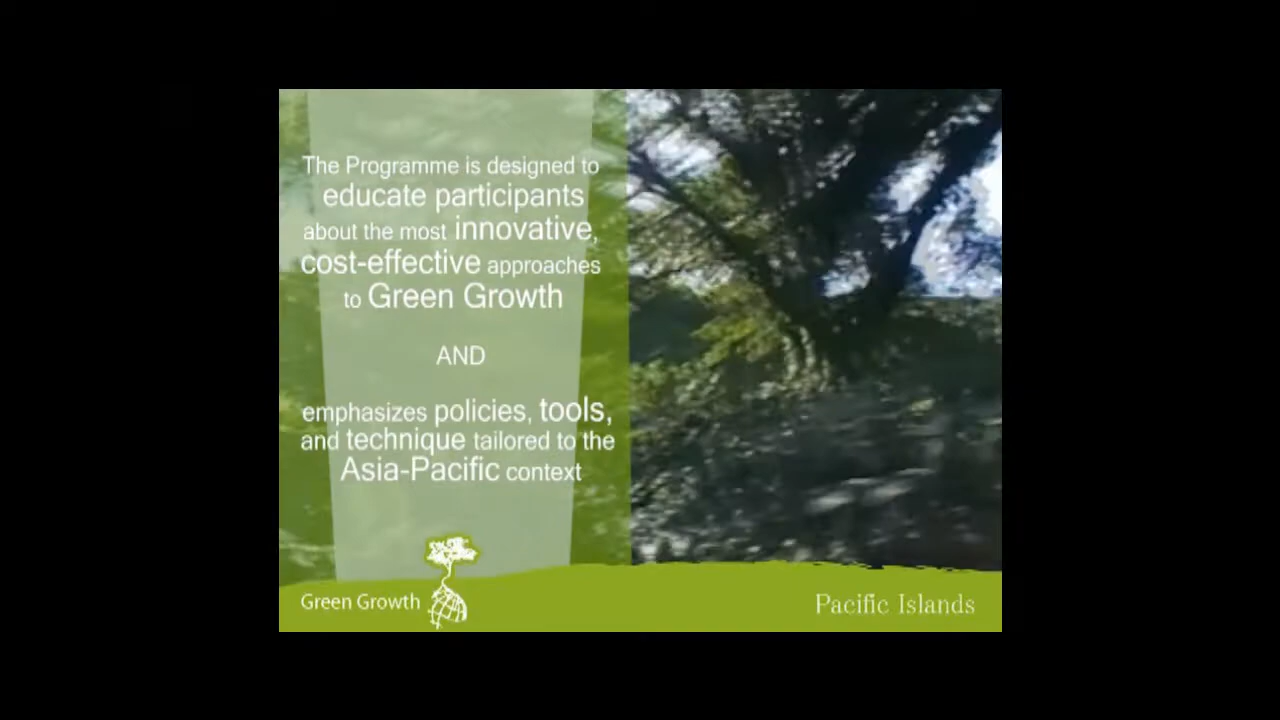 The Programme is designed to
educate participants
about the most innovative,
cost-effective approaches
to Green Growth
AND
emphasizes policies, tools,
and technique tailored to the
Asia-Pacific context
Green Growth
Pacific Islands